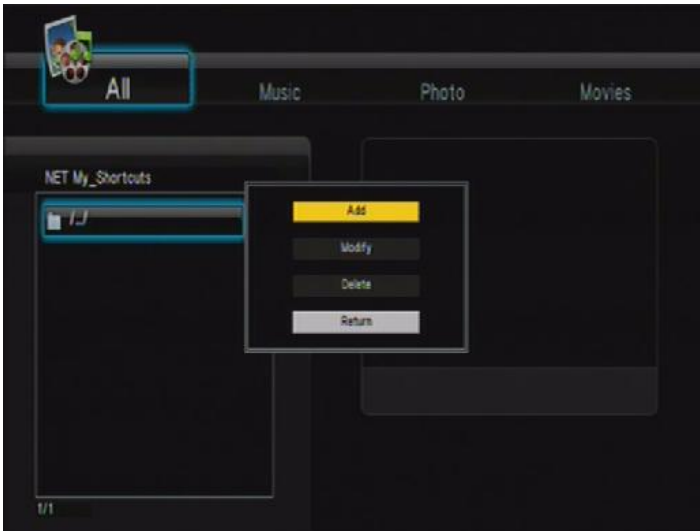 All Music Photo Movies
NET My_Shortcuts
/../
Add
Modify
Delete
Return
1/1